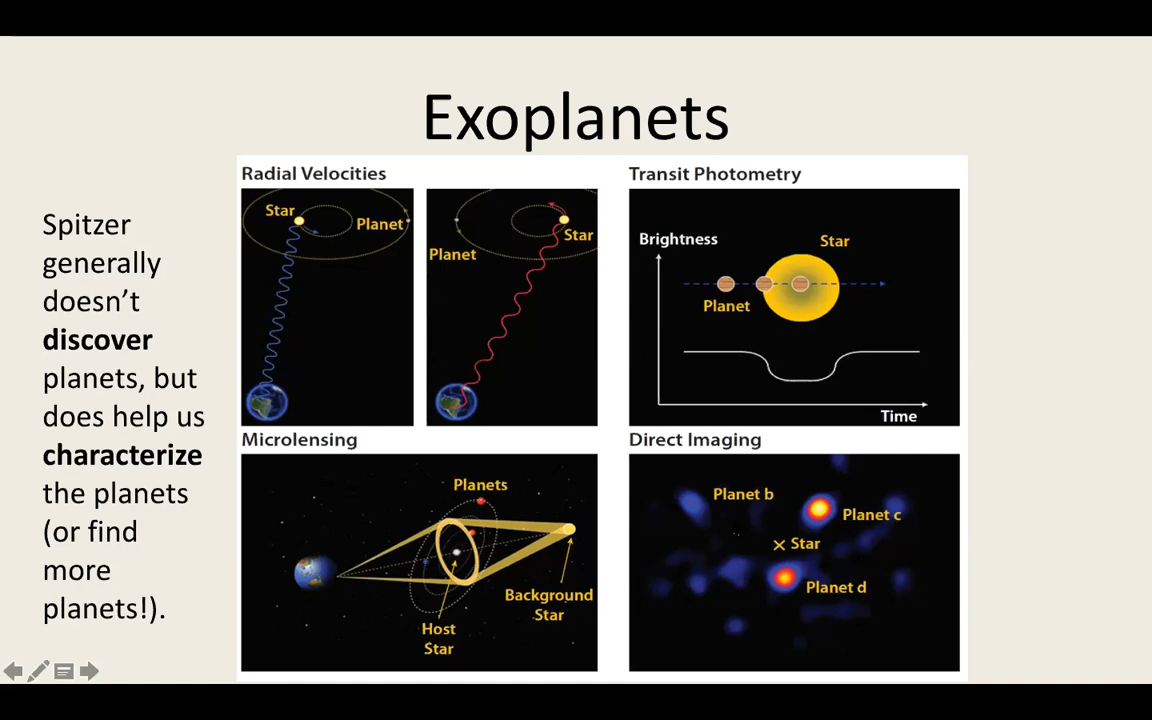 Exoplanets
Spitzer
generally
doesn’t
discover
planets, but
does help us
characterize
the planets
(or find
more
planets!).
Radial Velocities
Star
Planet
Star
Planet
Transit Photometry
Brightness
Star
Planet
Time
Microlensing
Planets
Background
Star
Host
Star
Direct Imaging
Planet b
Planet c
Star
Planet d